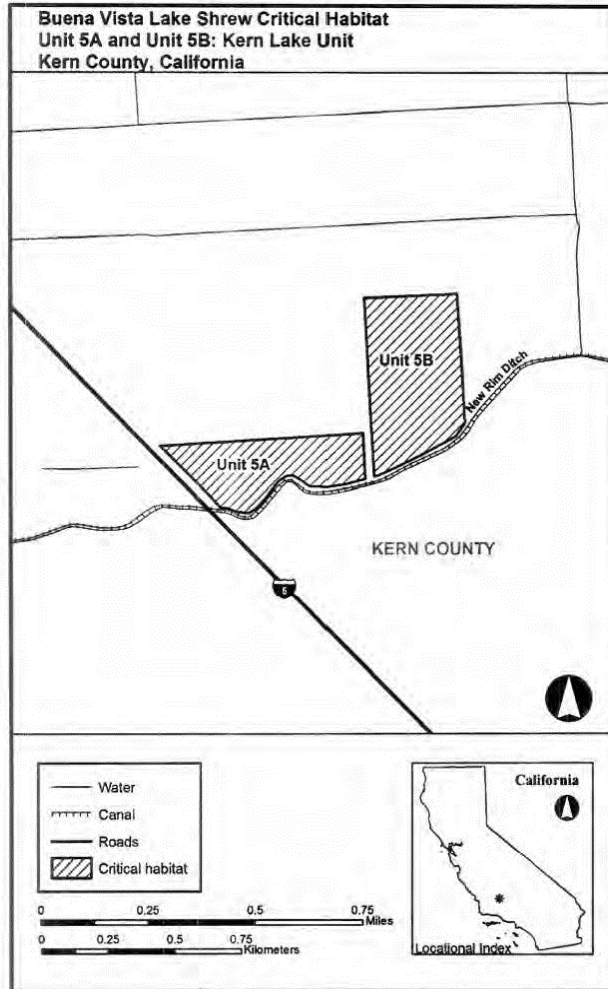 Buena Vista Lake Shrew Critical Habitat
Unit 5A and Unit 5B: Kern Lake Unit
Kern County, California
Unit 5B
New Rim Ditch
Unit 5A
KERN COUNTY
5
Water
Canal
Roads
Critical habitat
0 0.25 0.5 0.75
Miles
0 0.25 0.5 0.75
Kilometers
California
Locational Index